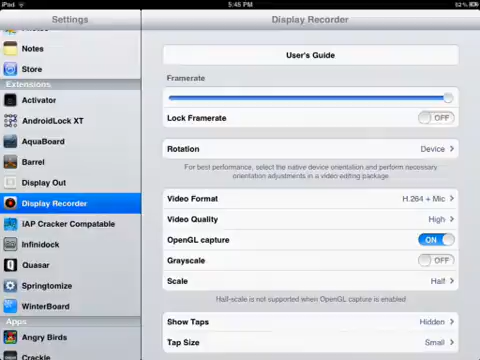 iPad
5:45 PM
52%
Settings
Display Recorder
Photos
Notes
Store
Extensions
Activator
AndroidLock XT
AquaBoard
Barrel
Display Out
Display Recorder
iAP Cracker Compatable
Infinidock
Quasar
Springtomize
WinterBoard
Apps
Angry Birds
Crackle
User's Guide
Framerate
Lock Framerate OFF
Rotation Device
For best performance, select the native device orientation,and perform necessary
orientation adjustments in a video editing package.
Video Format H.264 + Mic
Video Quality High
OpenGL capture ON
Grayscale OFF
Scale Half
Half-scale is not supported when OpenGL capture is enabled
Show Taps Hidden
Tap Size Small